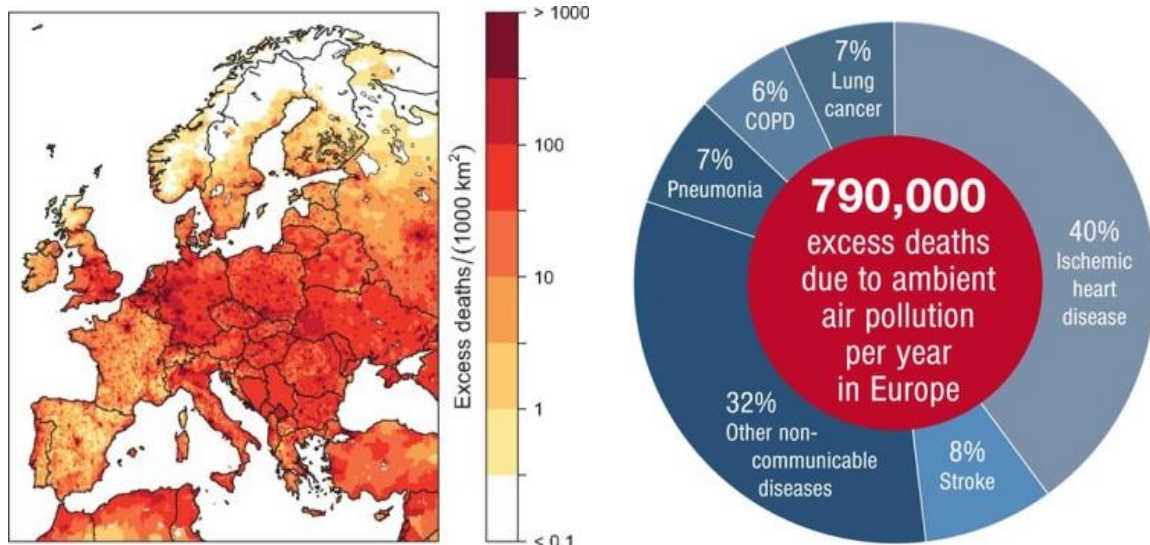 > 1000
100
10
1
< 0.1
Excess deaths/(1000 km²)
7%
Lung
cancer
6%
COPD
7%
Pneumonia
790,000
excess deaths
due to ambient
air pollution
per year
in Europe
40%
Ischemic
heart
disease
32%
Other non-
communicable
diseases
8%
Stroke